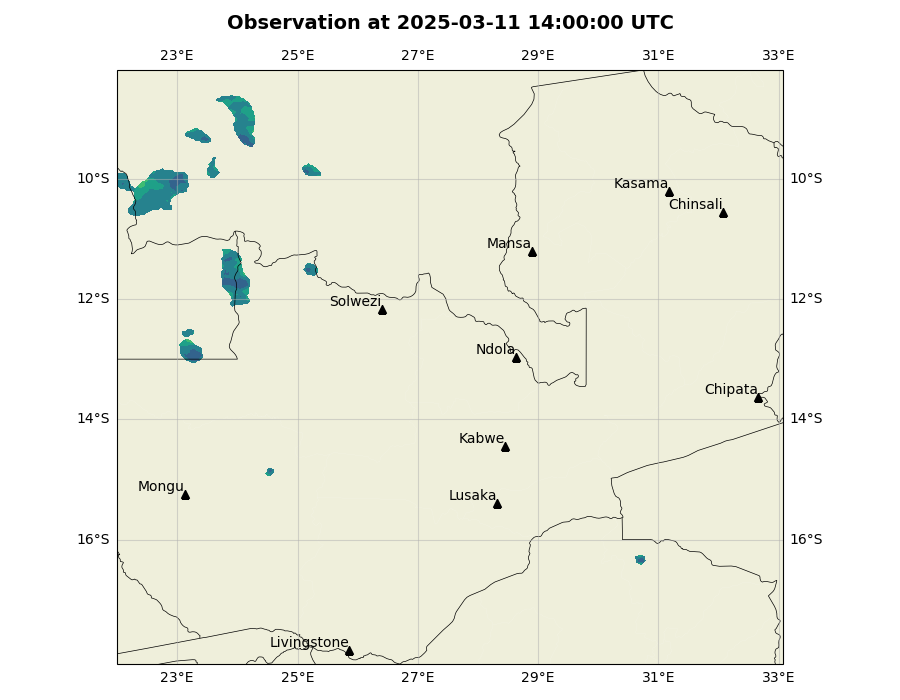 Observation at 2025-03-11 14:00:00 UTC
23°E 25°E 27°E 29°E 31°E 33°E
10°S 10°S
Kasama
Chinsali
Mansa
12°S 12°S
Solwezi
Ndola
Chipata
14°S 14°S
Kabwe
Mongu
Lusaka
16°S 16°S
Livingstone
23°E 25°E 27°E 29°E 31°E 33°E